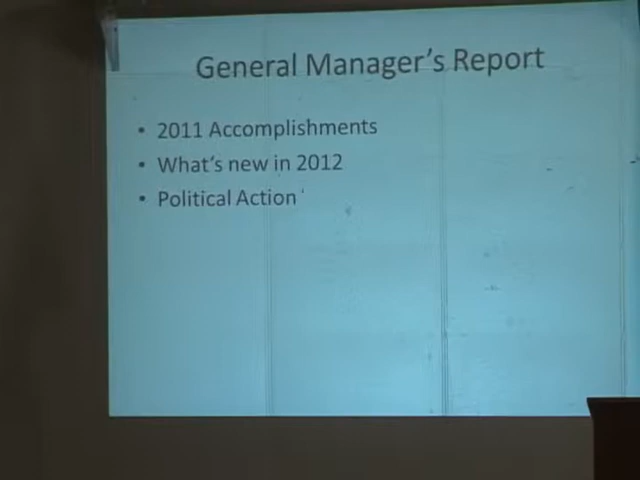 General Manager's Report
• 2011 Accomplishments
• What's new in 2012
• Political Action